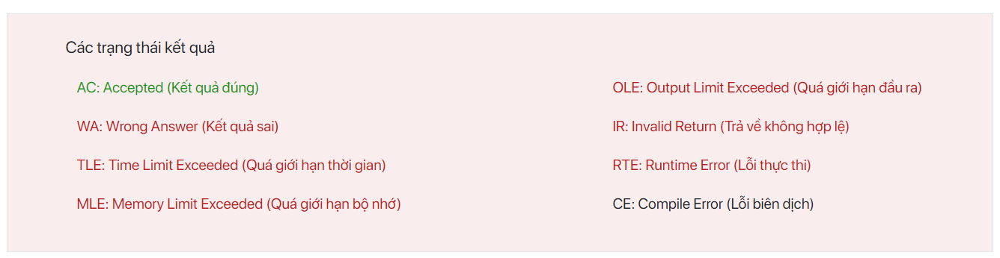 Các trạng thái kết quả
AC: Accepted (Kết quả đúng)
WA: Wrong Answer (Kết quả sai)
TLE: Time Limit Exceeded (Quá giới hạn thời gian)
MLE: Memory Limit Exceeded (Quá giới hạn bộ nhớ)
OLE: Output Limit Exceeded (Quá giới hạn đầu ra)
IR: Invalid Return (Trả về không hợp lệ)
RTE: Runtime Error (Lỗi thực thi)
CE: Compile Error (Lỗi biên dịch)